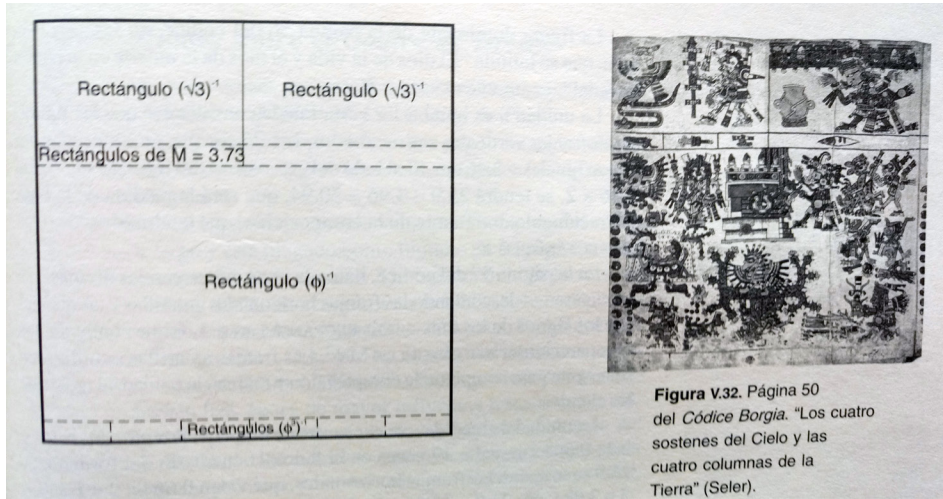 Rectángulo (√3)⁻¹
Rectángulo (√3)⁻¹
Rectángulos de M = 3.73
Rectángulo (ϕ)⁻¹
Figura V.32. Página 50
del Códice Borgia. “Los cuatro
sostenes del Cielo y las
cuatro columnas de la
Tierra” (Seler).